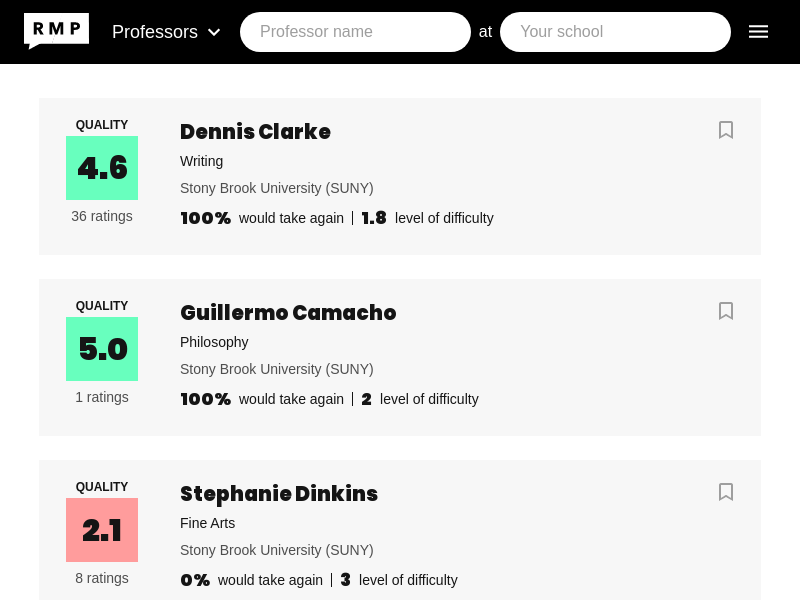 RMP Professors Professor name at Your school
QUALITY
4.6
36 ratings
Dennis Clarke
Writing
Stony Brook University (SUNY)
100% would take again | 1.8 level of difficulty
QUALITY
5.0
1 ratings
Guillermo Camacho
Philosophy
Stony Brook University (SUNY)
100% would take again | 2 level of difficulty
QUALITY
2.1
8 ratings
Stephanie Dinkins
Fine Arts
Stony Brook University (SUNY)
0% would take again | 3 level of difficulty